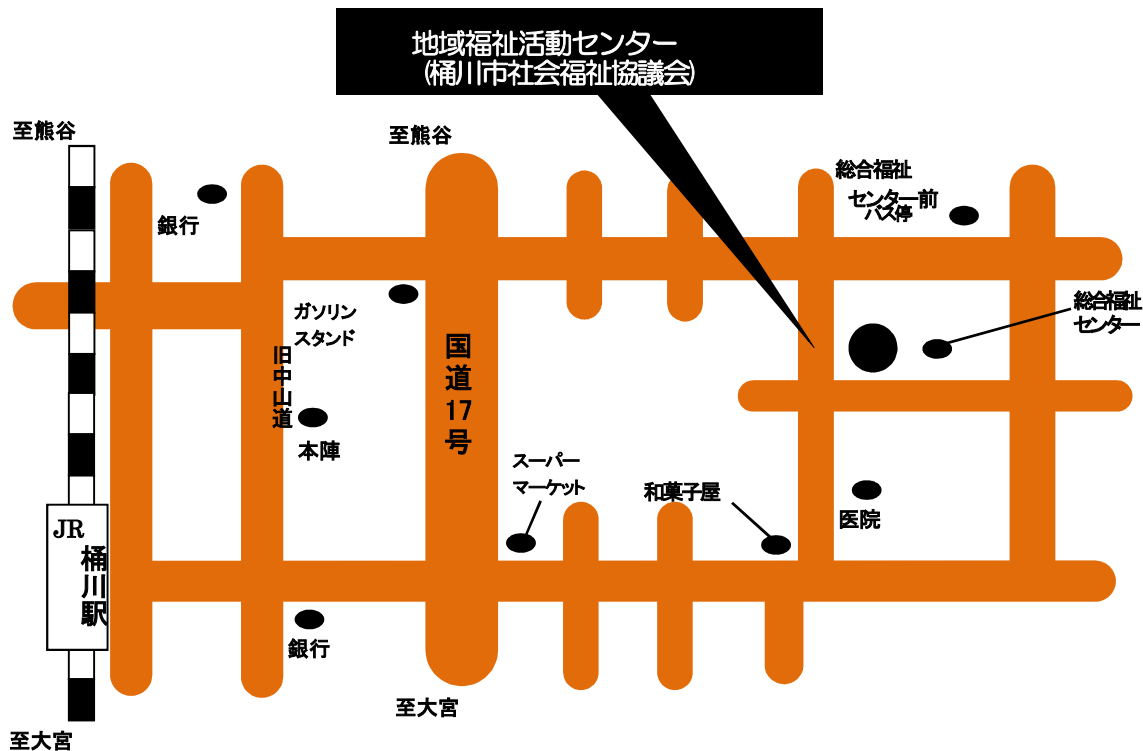 地域福祉活動センター
(桶川市社会福祉協議会)
至熊谷
至熊谷
総合福祉
センター前
バス停
銀行
総合福祉
センター
ガソリン
スタンド
旧中山道
国道17号
本陣
スーパー
マーケット
和菓子屋
医院
JR
桶川駅
銀行
至大宮
至大宮